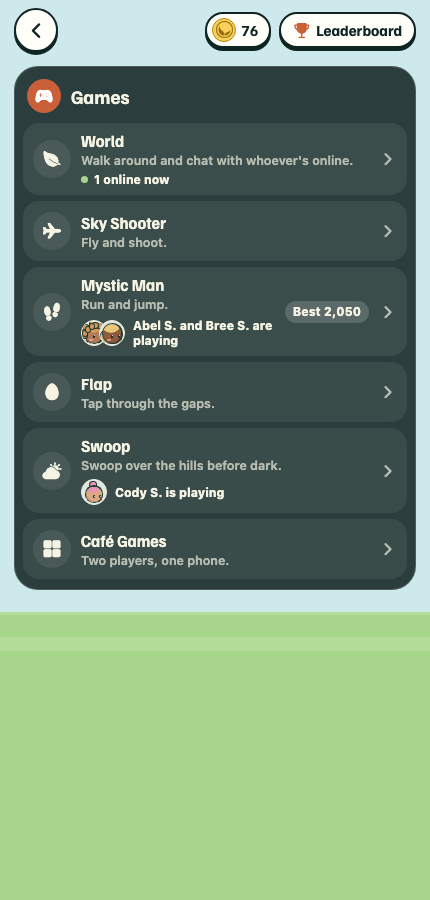 76
Leaderboard
Games
World
Walk around and chat with whoever's online.
1 online now
Sky Shooter
Fly and shoot.
Mystic Man
Run and jump.
Abel S. and Bree S. are
playing
Best 2,050
Flap
Tap through the gaps.
Swoop
Swoop over the hills before dark.
Cody S. is playing
Café Games
Two players, one phone.